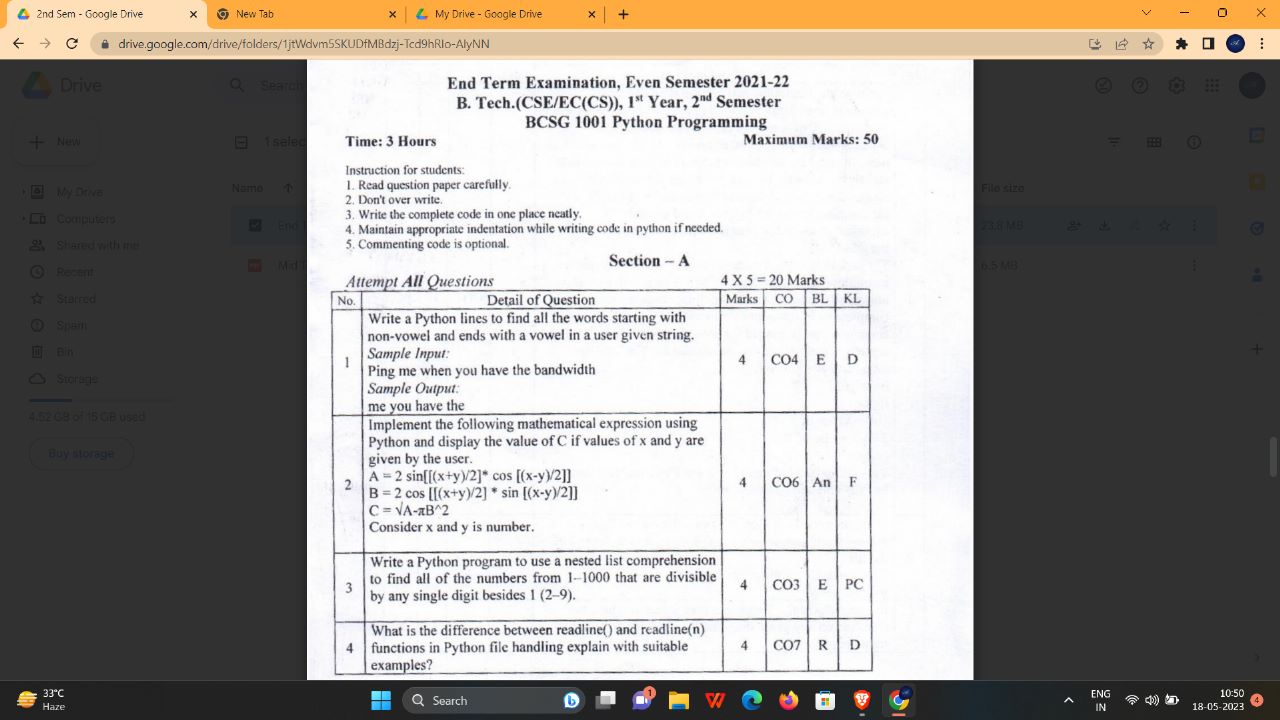 2nd Sem - Google Drive
New Tab
My Drive - Google Drive
drive.google.com/drive/folders/1jtWdvm5SKUDfMBdzj-Tcd9hRIo-AlyNN
Drive
Search
New
1 selec
My Drive
Computers
Shared with me
Recent
Starred
Spam
Bin
Storage
4.52 GB of 15 GB used
Buy storage
Name
File size
End T
23.8 MB
Mid T
6.5 MB
End Term Examination, Even Semester 2021-22
B. Tech.(CSE/EC(CS)), 1st Year, 2nd Semester
BCSG 1001 Python Programming
Time: 3 Hours Maximum Marks: 50
Instruction for students:
1. Read question paper carefully.
2. Don't over write.
3. Write the complete code in one place neatly.
4. Maintain appropriate indentation while writing code in python if needed.
5. Commenting code is optional.
Section – A
Attempt All Questions 4 X 5 = 20 Marks
No. Detail of Question Marks CO BL KL
Write a Python lines to find all the words starting with
non-vowel and ends with a vowel in a user given string.
Sample Input:
1 4 CO4 E D
Ping me when you have the bandwidth
Sample Output:
me you have the
Implement the following mathematical expression using
Python and display the value of C if values of x and y are
given by the user.
A = 2 sin[[(x+y)/2]* cos [(x-y)/2]]
2 4 CO6 An F
B = 2 cos [[(x+y)/2] * sin [(x-y)/2]]
C = √A-πB^2
Consider x and y is number.
Write a Python program to use a nested list comprehension
to find all of the numbers from 1–1000 that are divisible
3 4 CO3 E PC
by any single digit besides 1 (2–9).
What is the difference between readline() and readline(n)
4 functions in Python file handling explain with suitable 4 CO7 R D
examples?
33°C
Haze
Search
1
ENG
IN
10:50
18-05-2023
4